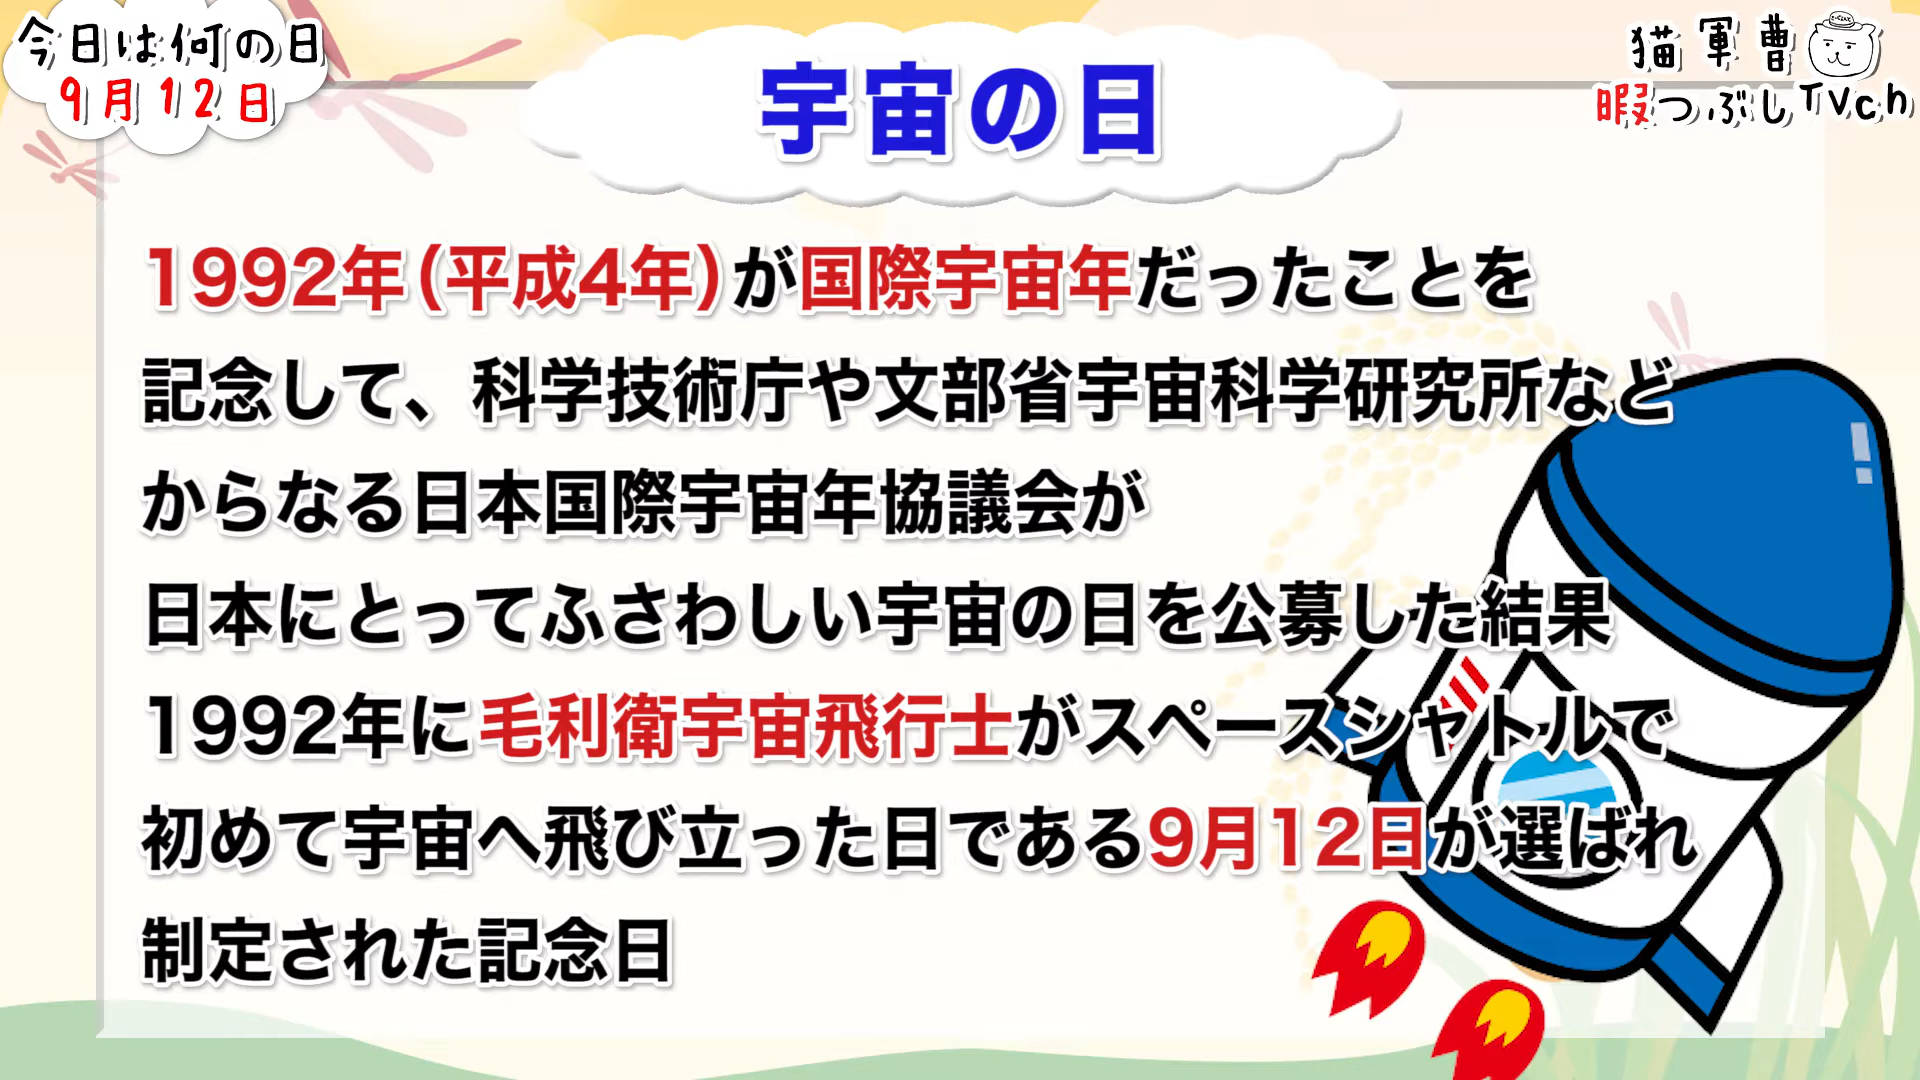 今日は何の日
9月12日
宇宙の日
猫軍曹
暇つぶしTVch
1992年(平成4年)が国際宇宙年だったことを
記念して、科学技術庁や文部省宇宙科学研究所など
からなる日本国際宇宙年協議会が
日本にとってふさわしい宇宙の日を公募した結果
1992年に毛利衛宇宙飛行士がスペースシャトルで
初めて宇宙へ飛び立った日である9月12日が選ばれ
制定された記念日